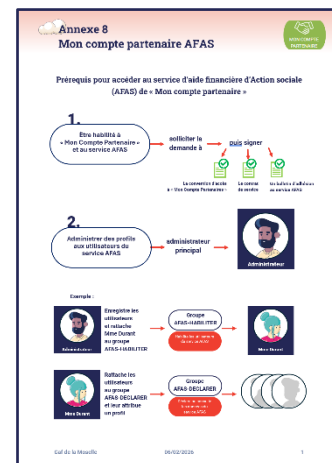 Annexe 8
Mon compte partenaire AFAS
MON COMPTE
PARTENAIRE
Prérequis pour accéder au service d'aide financière d'Action sociale
(AFAS) de « Mon compte partenaire »
1.
Être habilité à
« Mon Compte Partenaire »
et au service AFAS
solliciter la
demande à
puis signer
La convention d'accès
à « Mon Compte Partenaire »
Le contrat
de service
Un bulletin d'adhésion
au service AFAS
2.
Administrer des profils
aux utilisateurs du
service AFAS
administrateur
principal
Administrateur
Exemple :
Enregistre les
utilisateurs
et rattache
Mme Durant
au groupe
AFAS-HABILITER
Administrateur
Groupe
AFAS-HABILITER
Mme Durant
Rattache les
utilisateurs
au groupe
AFAS-DECLARER
et leur attribue
un profil
Mme Durant
Groupe
AFAS-DECLARER
Caf de la Moselle
06/02/2026
1